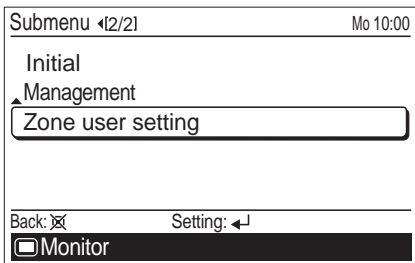 Submenu ◂[2/2] Mo 10:00
Initial
Management
Zone user setting
Back: Setting: ↵
Monitor